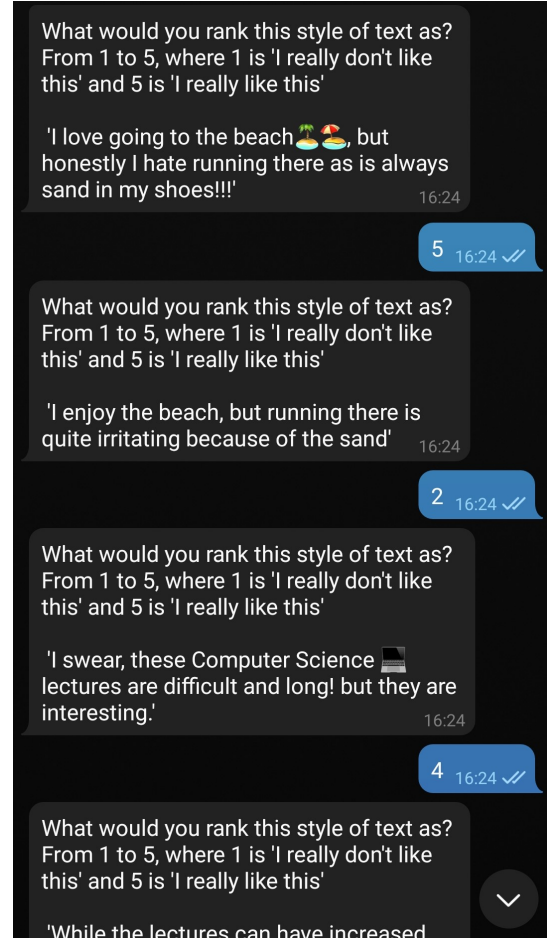 What would you rank this style of text as?
From 1 to 5, where 1 is 'I really don't like
this' and 5 is 'I really like this'
'I love going to the beach🏝️🏖️, but
honestly I hate running there as is always
sand in my shoes!!!'
16:24
5 16:24
What would you rank this style of text as?
From 1 to 5, where 1 is 'I really don't like
this' and 5 is 'I really like this'
'I enjoy the beach, but running there is
quite irritating because of the sand'
16:24
2 16:24
What would you rank this style of text as?
From 1 to 5, where 1 is 'I really don't like
this' and 5 is 'I really like this'
'I swear, these Computer Science 💻
lectures are difficult and long! but they are
interesting.'
16:24
4 16:24
What would you rank this style of text as?
From 1 to 5, where 1 is 'I really don't like
this' and 5 is 'I really like this'
'While the lectures can have increased